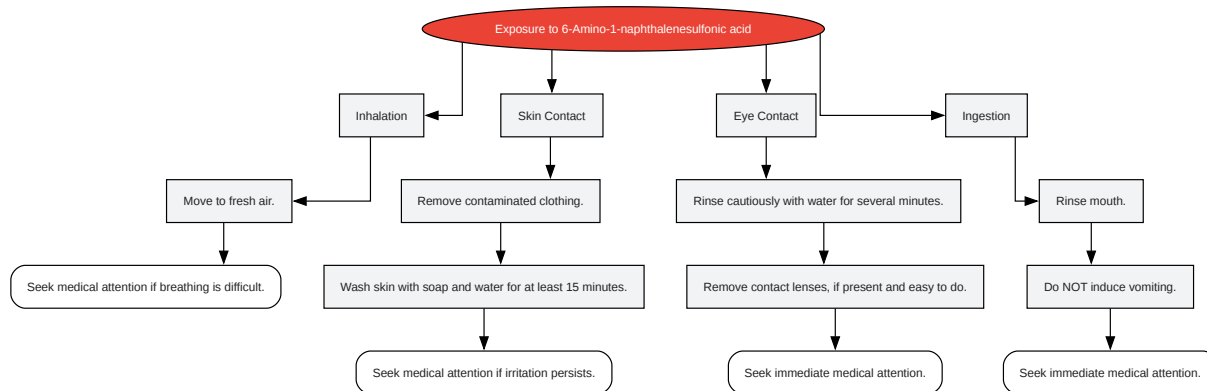 Exposure to 6-Amino-1-naphthalenesulfonic acid
Inhalation
Skin Contact
Eye Contact
Ingestion
Move to fresh air.
Remove contaminated clothing.
Rinse cautiously with water for several minutes.
Rinse mouth.
Seek medical attention if breathing is difficult.
Wash skin with soap and water for at least 15 minutes.
Remove contact lenses, if present and easy to do.
Do NOT induce vomiting.
Seek medical attention if irritation persists.
Seek immediate medical attention.
Seek immediate medical attention.